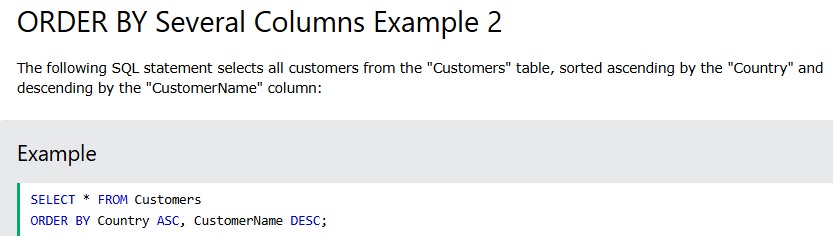 ORDER BY Several Columns Example 2
The following SQL statement selects all customers from the "Customers" table, sorted ascending by the "Country" and
descending by the "CustomerName" column:
Example
SELECT * FROM Customers
ORDER BY Country ASC, CustomerName DESC;